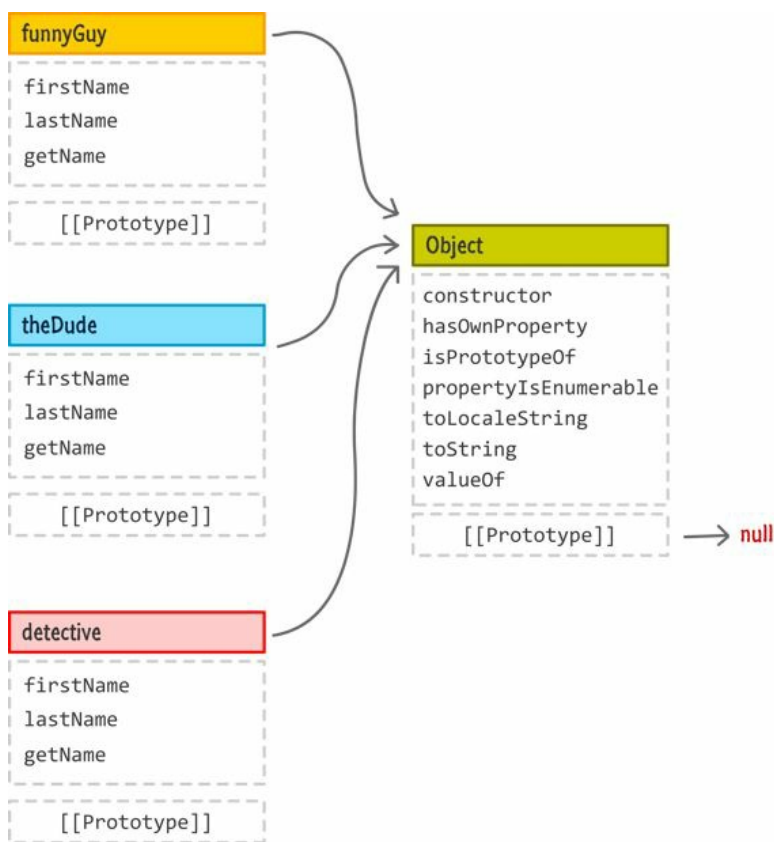 funnyGuy
firstName
lastName
getName
[[Prototype]]
theDude
firstName
lastName
getName
[[Prototype]]
detective
firstName
lastName
getName
[[Prototype]]
Object
constructor
hasOwnProperty
isPrototypeOf
propertyIsEnumerable
toLocaleString
toString
valueOf
[[Prototype]]
null